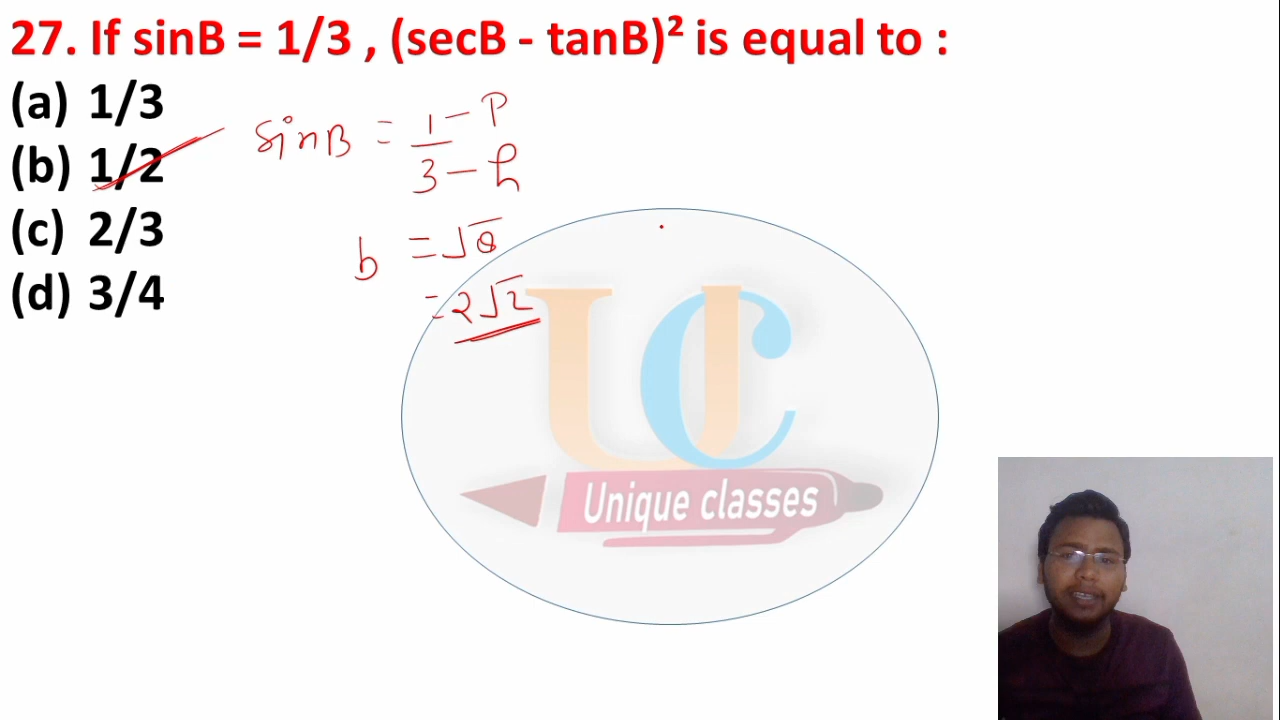 27. If sinB = 1/3 , (secB - tanB)² is equal to :
(a) 1/3
(b) 1/2
(c) 2/3
(d) 3/4
sinB = 1/3 - P - h
b = √8
= 2√2
UC
Unique classes